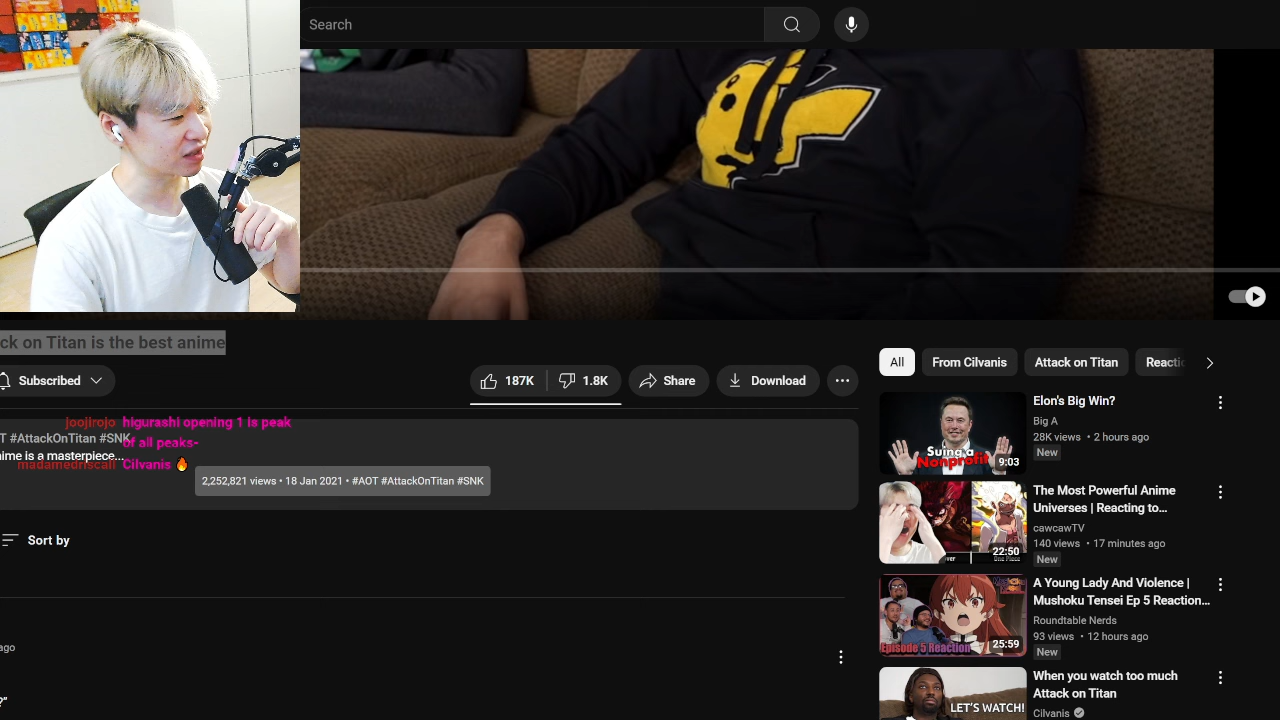 Search
ck on Titan is the best anime
Subscribed
187K
1.8K
Share
Download
joojirojo higurashi opening 1 is peak
of all peaks-
T #AttackOnTitan #SNK
nime is a masterpiece...
madamedriscall Cilvanis 🔥
2,252,821 views • 18 Jan 2021 • #AOT #AttackOnTitan #SNK
Sort by
ago
?"
All
From Cilvanis
Attack on Titan
Reactic
Elon's Big Win?
Big A
28K views • 2 hours ago
New
Suing a
Nonprofit
9:03
The Most Powerful Anime
Universes | Reacting to...
cawcawTV
140 views • 17 minutes ago
New
22:50
A Young Lady And Violence |
Mushoku Tensei Ep 5 Reaction...
Roundtable Nerds
93 views • 12 hours ago
New
Episode 5 Reaction
25:59
When you watch too much
Attack on Titan
Cilvanis
LET'S WATCH!